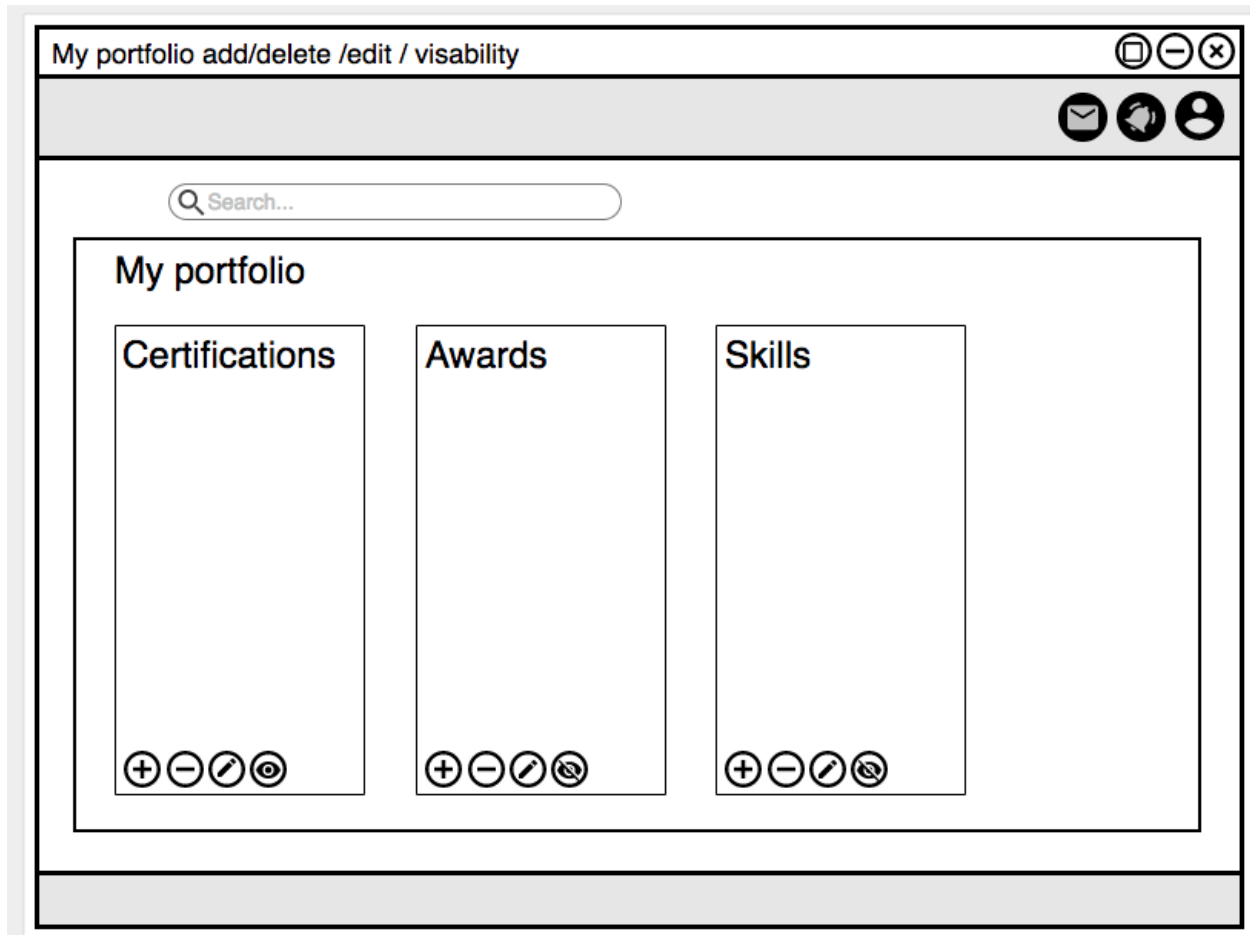 My portfolio add/delete /edit / visability
Search...
My portfolio
Certifications
Awards
Skills